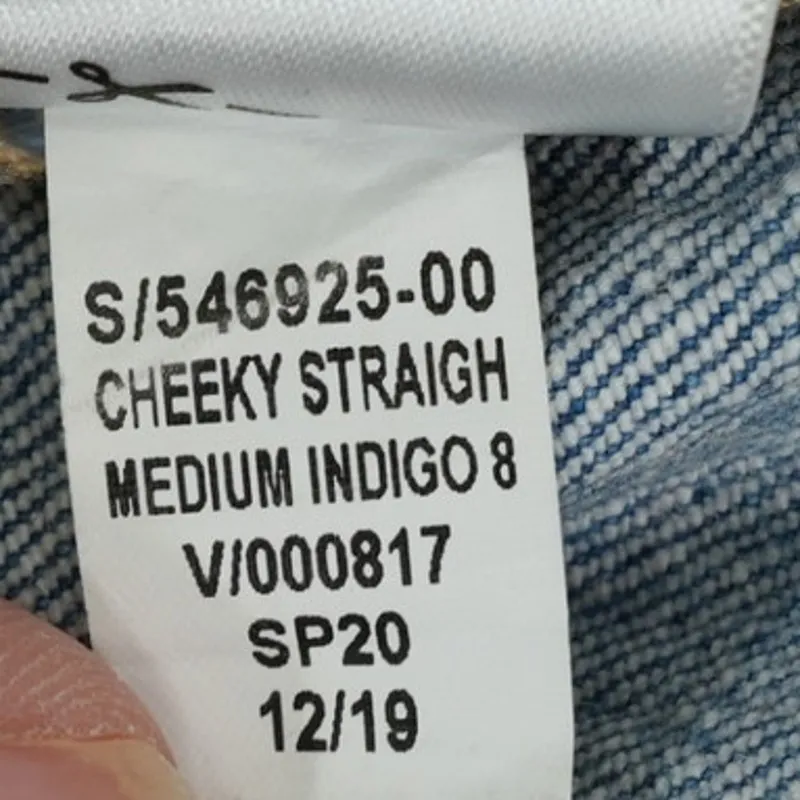 S/546925-00
CHEEKY STRAIGH
MEDIUM INDIGO 8
V/000817
SP20
12/19